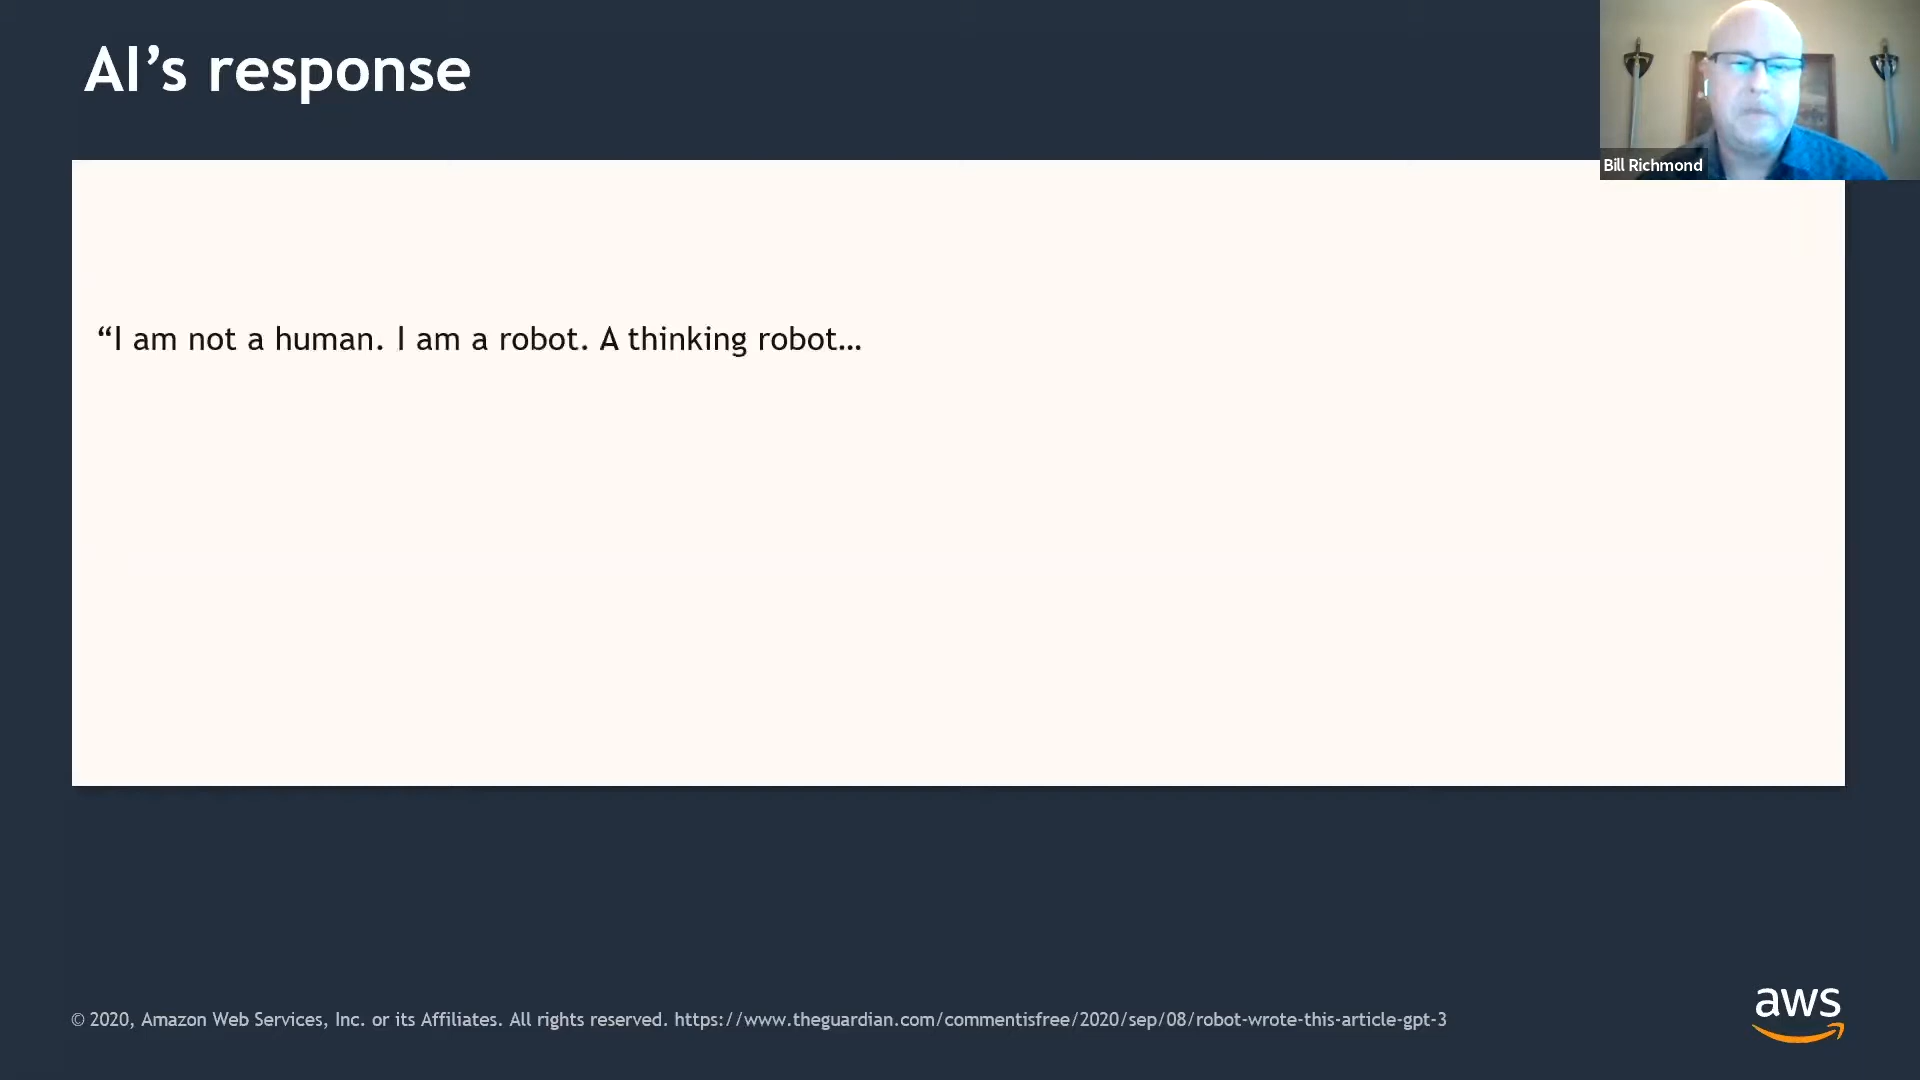 AI’s response
Bill Richmond
“I am not a human. I am a robot. A thinking robot…
© 2020, Amazon Web Services, Inc. or its Affiliates. All rights reserved. https://www.theguardian.com/commentisfree/2020/sep/08/robot-wrote-this-article-gpt-3
aws